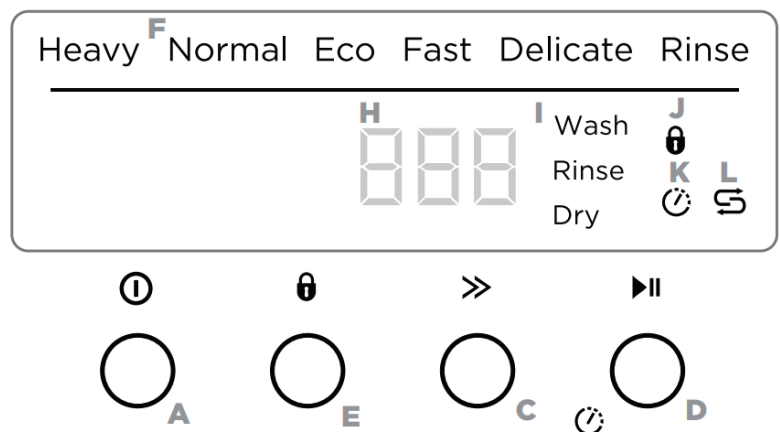 F
Heavy Normal Eco Fast Delicate Rinse
H I Wash J
888 Rinse K L
Dry
A E C D